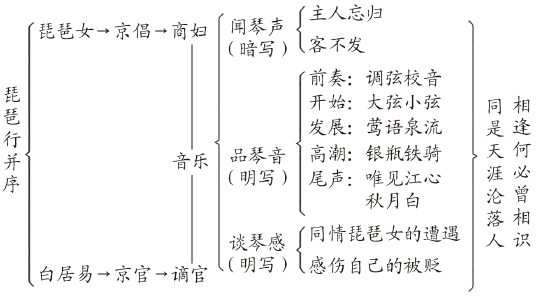 琵琶行并序
琵琶女→京倡→商妇
音乐
白居易→京官→谪官
闻琴声
(暗写)
主人忘归
客不发
品琴音
(明写)
前奏：调弦校音
开始：大弦小弦
发展：莺语泉流
高潮：银瓶铁骑
尾声：唯见江心
秋月白
谈琴感
(明写)
同情琵琶女的遭遇
感伤自己的被贬
同是天涯沦落人
相逢何必曾相识